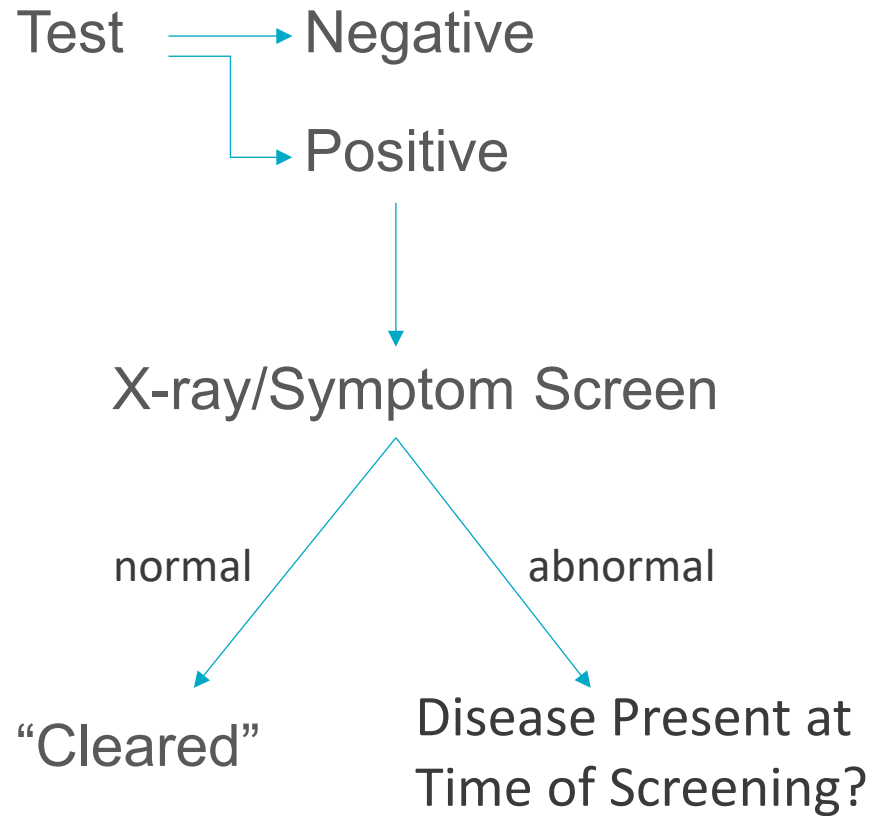 Test
Negative
Positive
X-ray/Symptom Screen
normal
abnormal
“Cleared”
Disease Present at
Time of Screening?